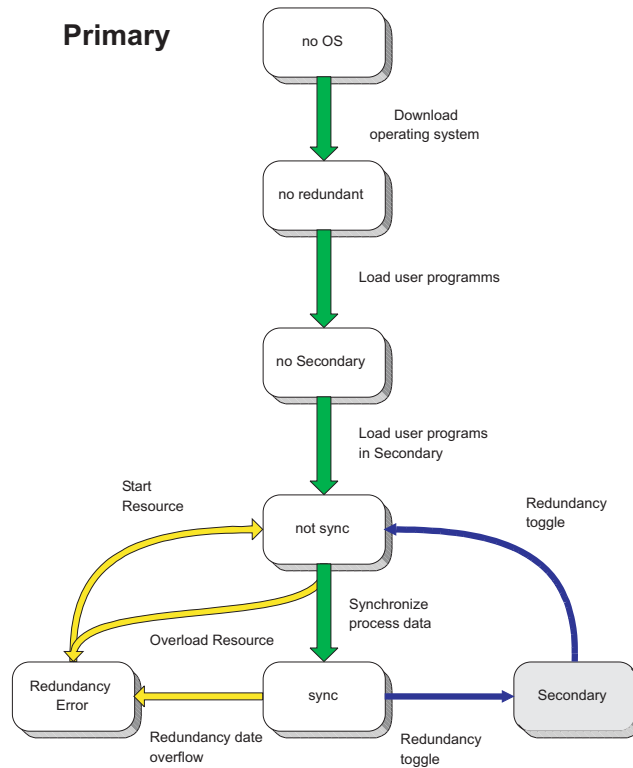 Primary
no OS
Download
operating system
no redundant
Load user programms
no Secondary
Load user programs
in Secondary
Start
Resource
not sync
Redundancy
toggle
Synchronize
process data
Overload Resource
Redundancy
Error
sync
Secondary
Redundancy date
overflow
Redundancy
toggle